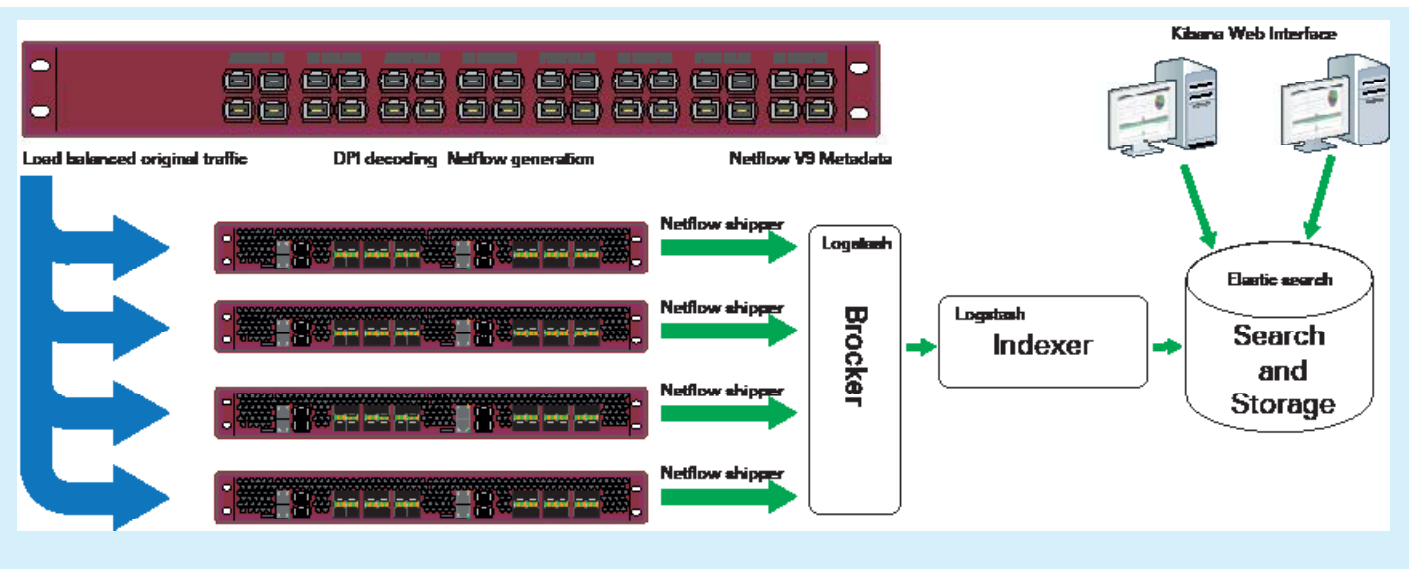 Kibana Web Interface
Load balanced original traffic
DPI decoding Netflow generation
Netflow V9 Metadata
Netflow shipper
Netflow shipper
Netflow shipper
Netflow shipper
Logstash
Brocker
Logstash
Indexer
Elastic search
Search
and
Storage